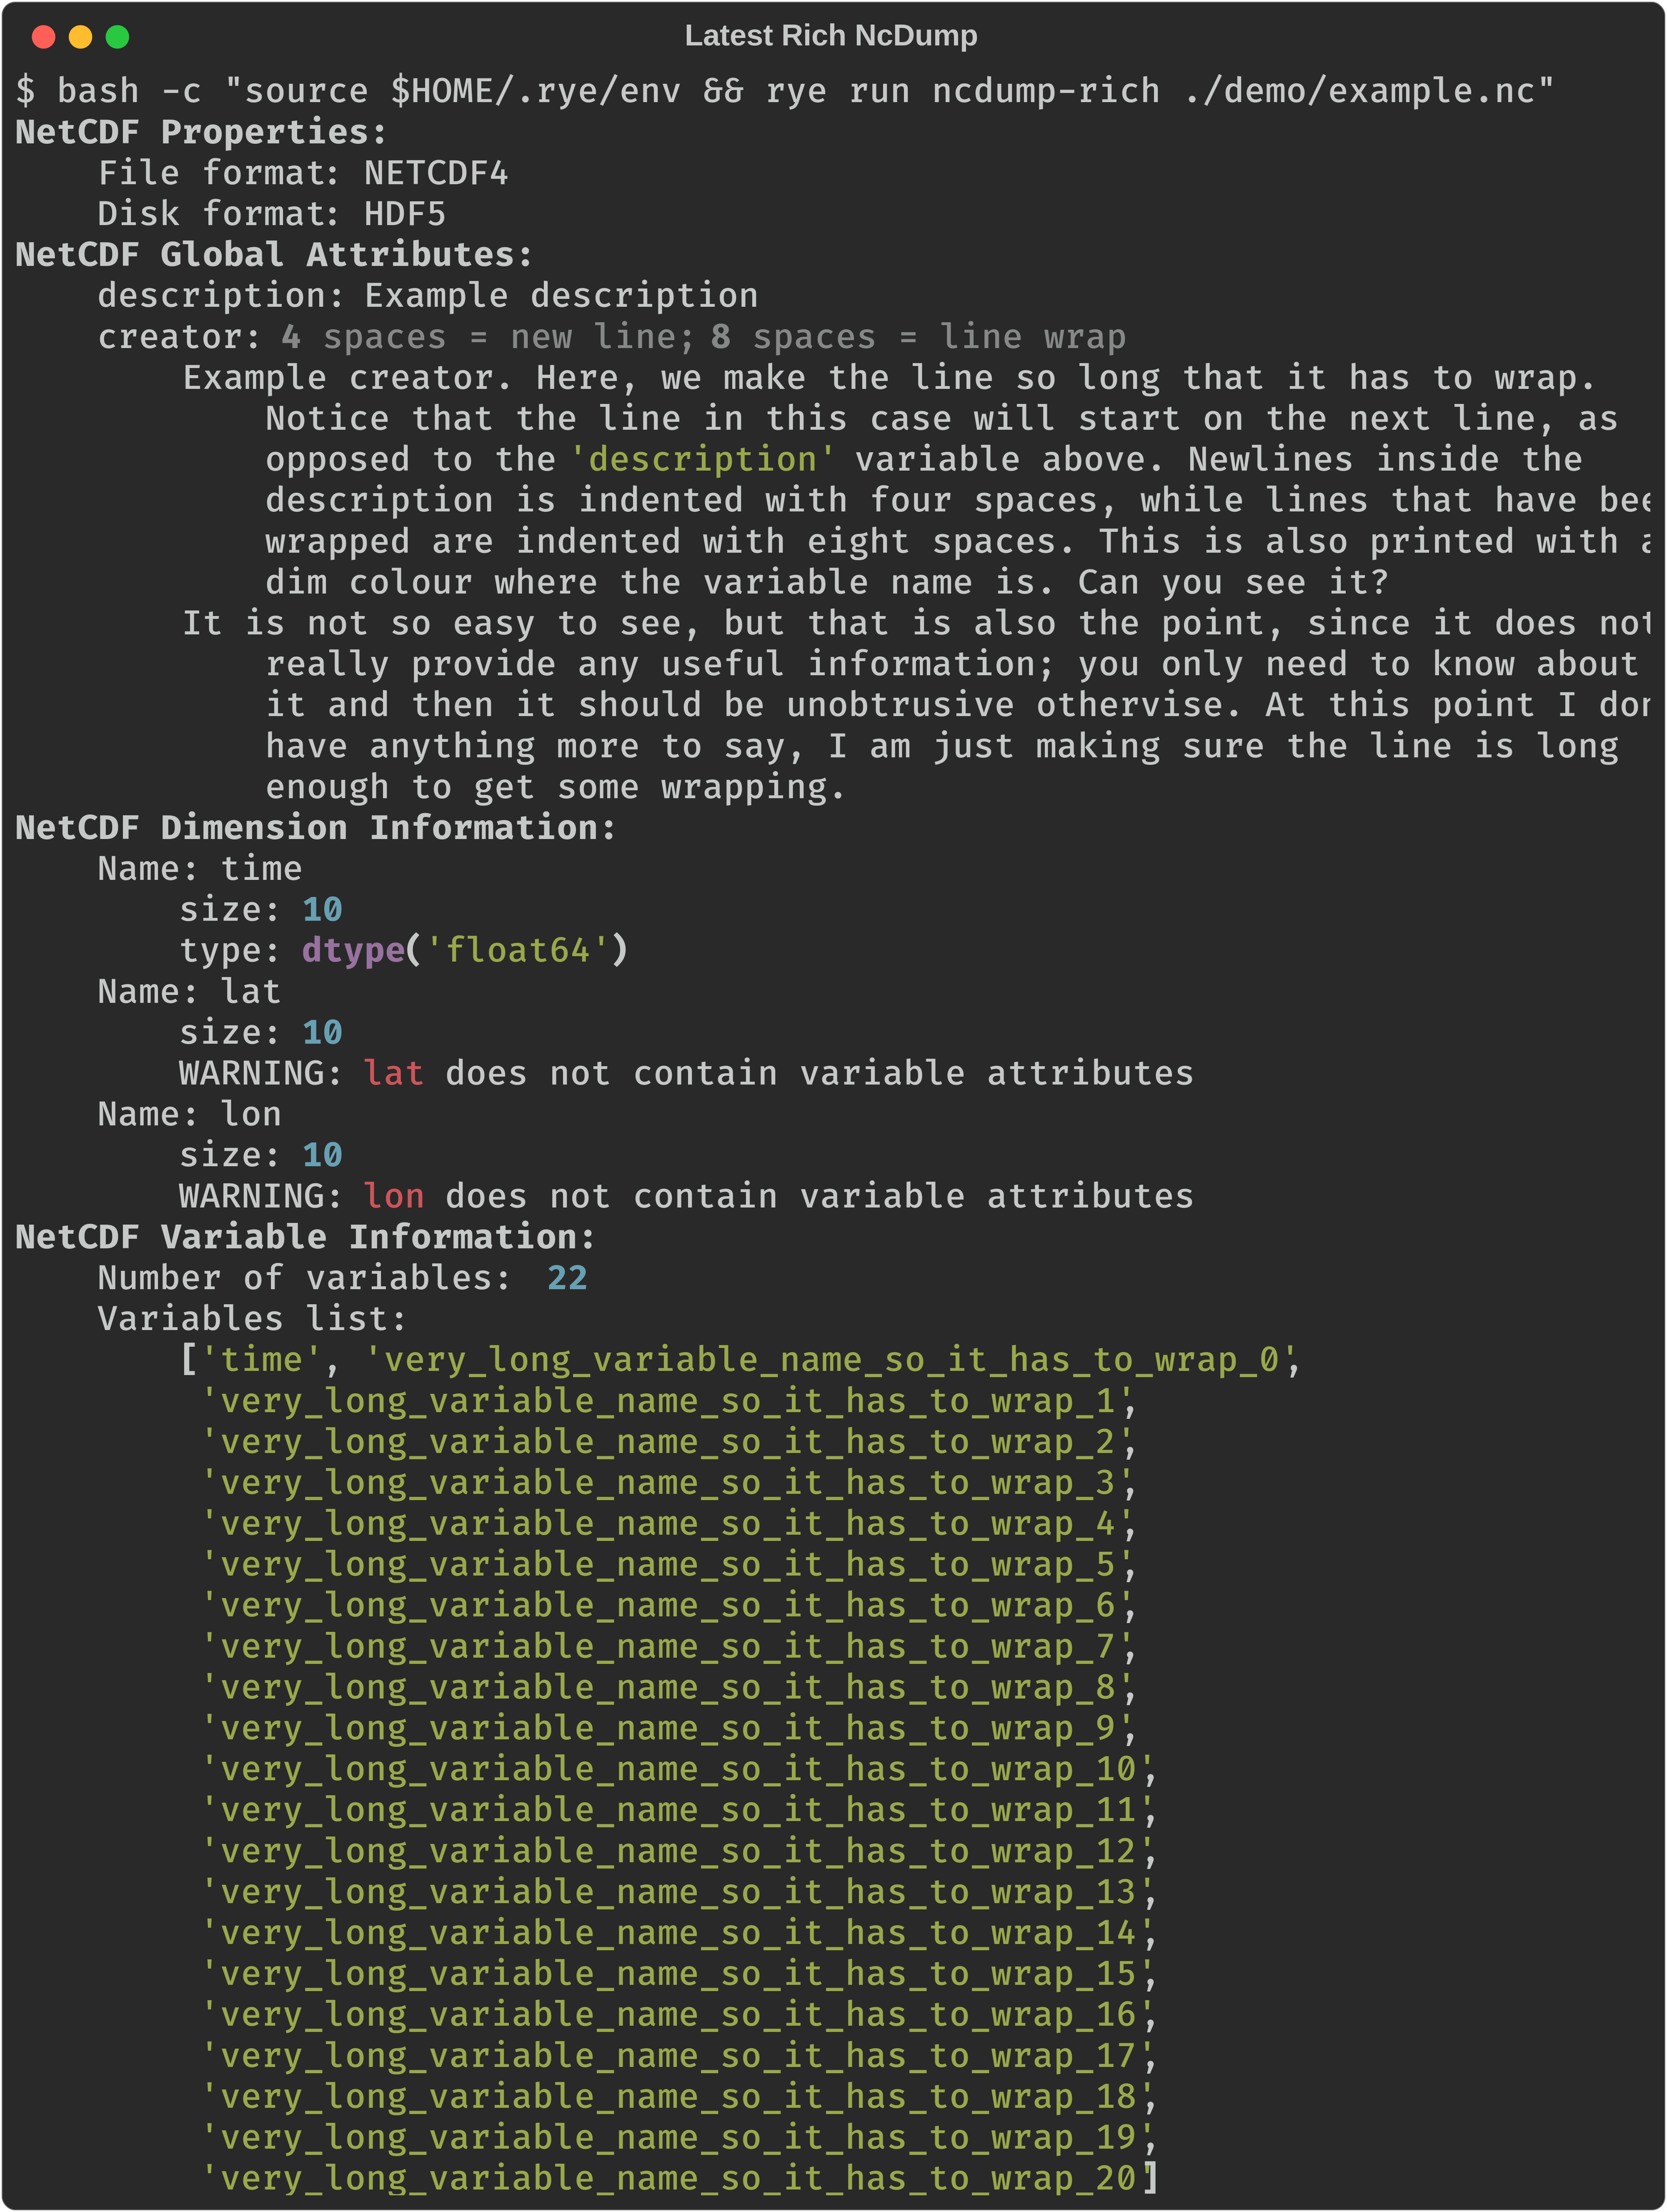 Latest Rich NcDump
$ bash -c "source $HOME/.rye/env && rye run ncdump-rich ./demo/example.nc"
NetCDF Properties:
File format: NETCDF4
Disk format: HDF5
NetCDF Global Attributes:
description: Example description
creator: 4 spaces = new line; 8 spaces = line wrap
Example creator. Here, we make the line so long that it has to wrap.
Notice that the line in this case will start on the next line, as
opposed to the 'description' variable above. Newlines inside the
description is indented with four spaces, while lines that have bee
wrapped are indented with eight spaces. This is also printed with a
dim colour where the variable name is. Can you see it?
It is not so easy to see, but that is also the point, since it does not
really provide any useful information; you only need to know about
it and then it should be unobtrusive othervise. At this point I don
have anything more to say, I am just making sure the line is long
enough to get some wrapping.
NetCDF Dimension Information:
Name: time
size: 10
type: dtype('float64')
Name: lat
size: 10
WARNING: lat does not contain variable attributes
Name: lon
size: 10
WARNING: lon does not contain variable attributes
NetCDF Variable Information:
Number of variables: 22
Variables list:
['time', 'very_long_variable_name_so_it_has_to_wrap_0',
'very_long_variable_name_so_it_has_to_wrap_1',
'very_long_variable_name_so_it_has_to_wrap_2',
'very_long_variable_name_so_it_has_to_wrap_3',
'very_long_variable_name_so_it_has_to_wrap_4',
'very_long_variable_name_so_it_has_to_wrap_5',
'very_long_variable_name_so_it_has_to_wrap_6',
'very_long_variable_name_so_it_has_to_wrap_7',
'very_long_variable_name_so_it_has_to_wrap_8',
'very_long_variable_name_so_it_has_to_wrap_9',
'very_long_variable_name_so_it_has_to_wrap_10',
'very_long_variable_name_so_it_has_to_wrap_11',
'very_long_variable_name_so_it_has_to_wrap_12',
'very_long_variable_name_so_it_has_to_wrap_13',
'very_long_variable_name_so_it_has_to_wrap_14',
'very_long_variable_name_so_it_has_to_wrap_15',
'very_long_variable_name_so_it_has_to_wrap_16',
'very_long_variable_name_so_it_has_to_wrap_17',
'very_long_variable_name_so_it_has_to_wrap_18',
'very_long_variable_name_so_it_has_to_wrap_19',
'very_long_variable_name_so_it_has_to_wrap_20']